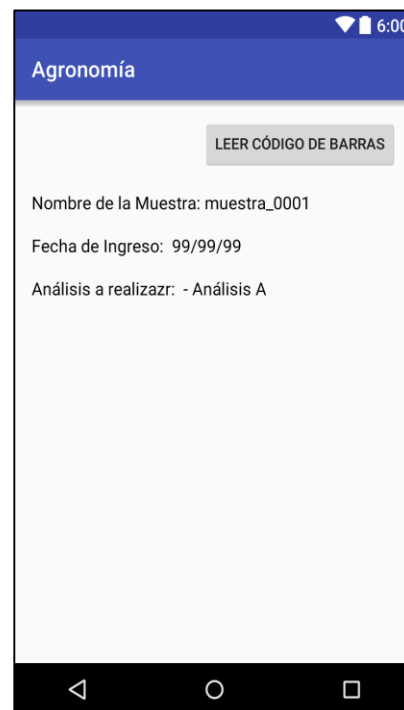 6:00
Agronomía
LEER CÓDIGO DE BARRAS
Nombre de la Muestra: muestra_0001
Fecha de Ingreso: 99/99/99
Análisis a realizazr: - Análisis A